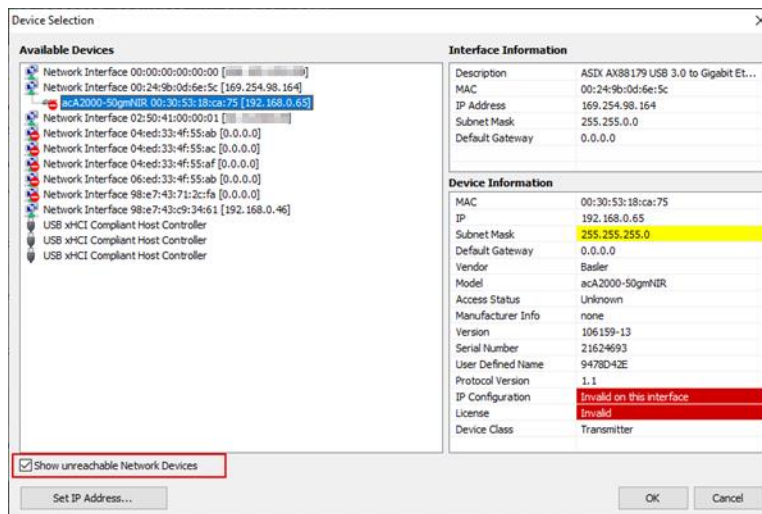 Device Selection
Available Devices
Network Interface 00:00:00:00:00:00 [
Network Interface 00:24:9b:0d:6e:5c [169.254.98.164]
acA2000-50gmNIR 00:30:53:18:ca:75 [192.168.0.65]
Network Interface 02:50:41:00:00:01 [
Network Interface 04:ed:33:4f:55:ab [0.0.0.0]
Network Interface 04:ed:33:4f:55:ac [0.0.0.0]
Network Interface 04:ed:33:4f:55:af [0.0.0.0]
Network Interface 06:ed:33:4f:55:ab [0.0.0.0]
Network Interface 98:e7:43:71:2c:fa [0.0.0.0]
Network Interface 98:e7:43:c9:34:61 [192.168.0.46]
USB xHCI Compliant Host Controller
USB xHCI Compliant Host Controller
USB xHCI Compliant Host Controller
Show unreachable Network Devices
Set IP Address...
Interface Information
Description ASIX AX88179 USB 3.0 to Gigabit Et...
MAC 00:24:9b:0d:6e:5c
IP Address 169.254.98.164
Subnet Mask 255.255.0.0
Default Gateway 0.0.0.0
Device Information
MAC 00:30:53:18:ca:75
IP 192.168.0.65
Subnet Mask 255.255.255.0
Default Gateway 0.0.0.0
Vendor Basler
Model acA2000-50gmNIR
Access Status Unknown
Manufacturer Info none
Version 106159-13
Serial Number 21624693
User Defined Name 9478D42E
Protocol Version 1.1
IP Configuration Invalid on this interface
License Invalid
Device Class Transmitter
OK Cancel